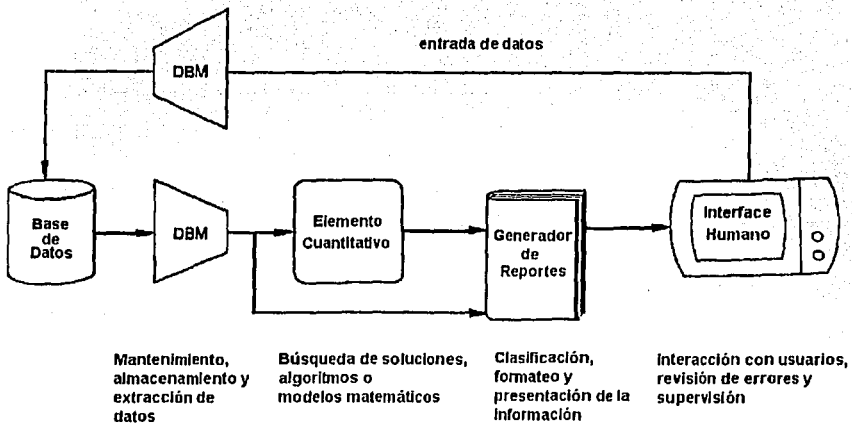 entrada de datos
DBM
Base
de
Datos
DBM
Elemento
Cuantitativo
Generador
de
Reportes
Interface
Humano
Mantenimiento,
almacenamiento y
extracción de
datos
Búsqueda de soluciones,
algoritmos o
modelos matemáticos
Clasificación,
formateo y
presentación de la
Información
Interacción con usuarios,
revisión de errores y
supervisión